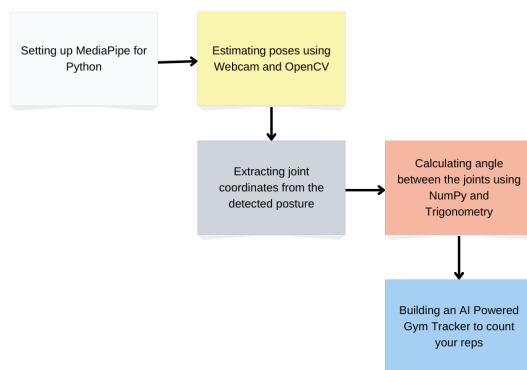 Setting up MediaPipe for
Python
Estimating poses using
Webcam and OpenCV
Extracting joint
coordinates from the
detected posture
Calculating angle
between the joints using
NumPy and
Trigonometry
Building an AI Powered
Gym Tracker to count
your reps